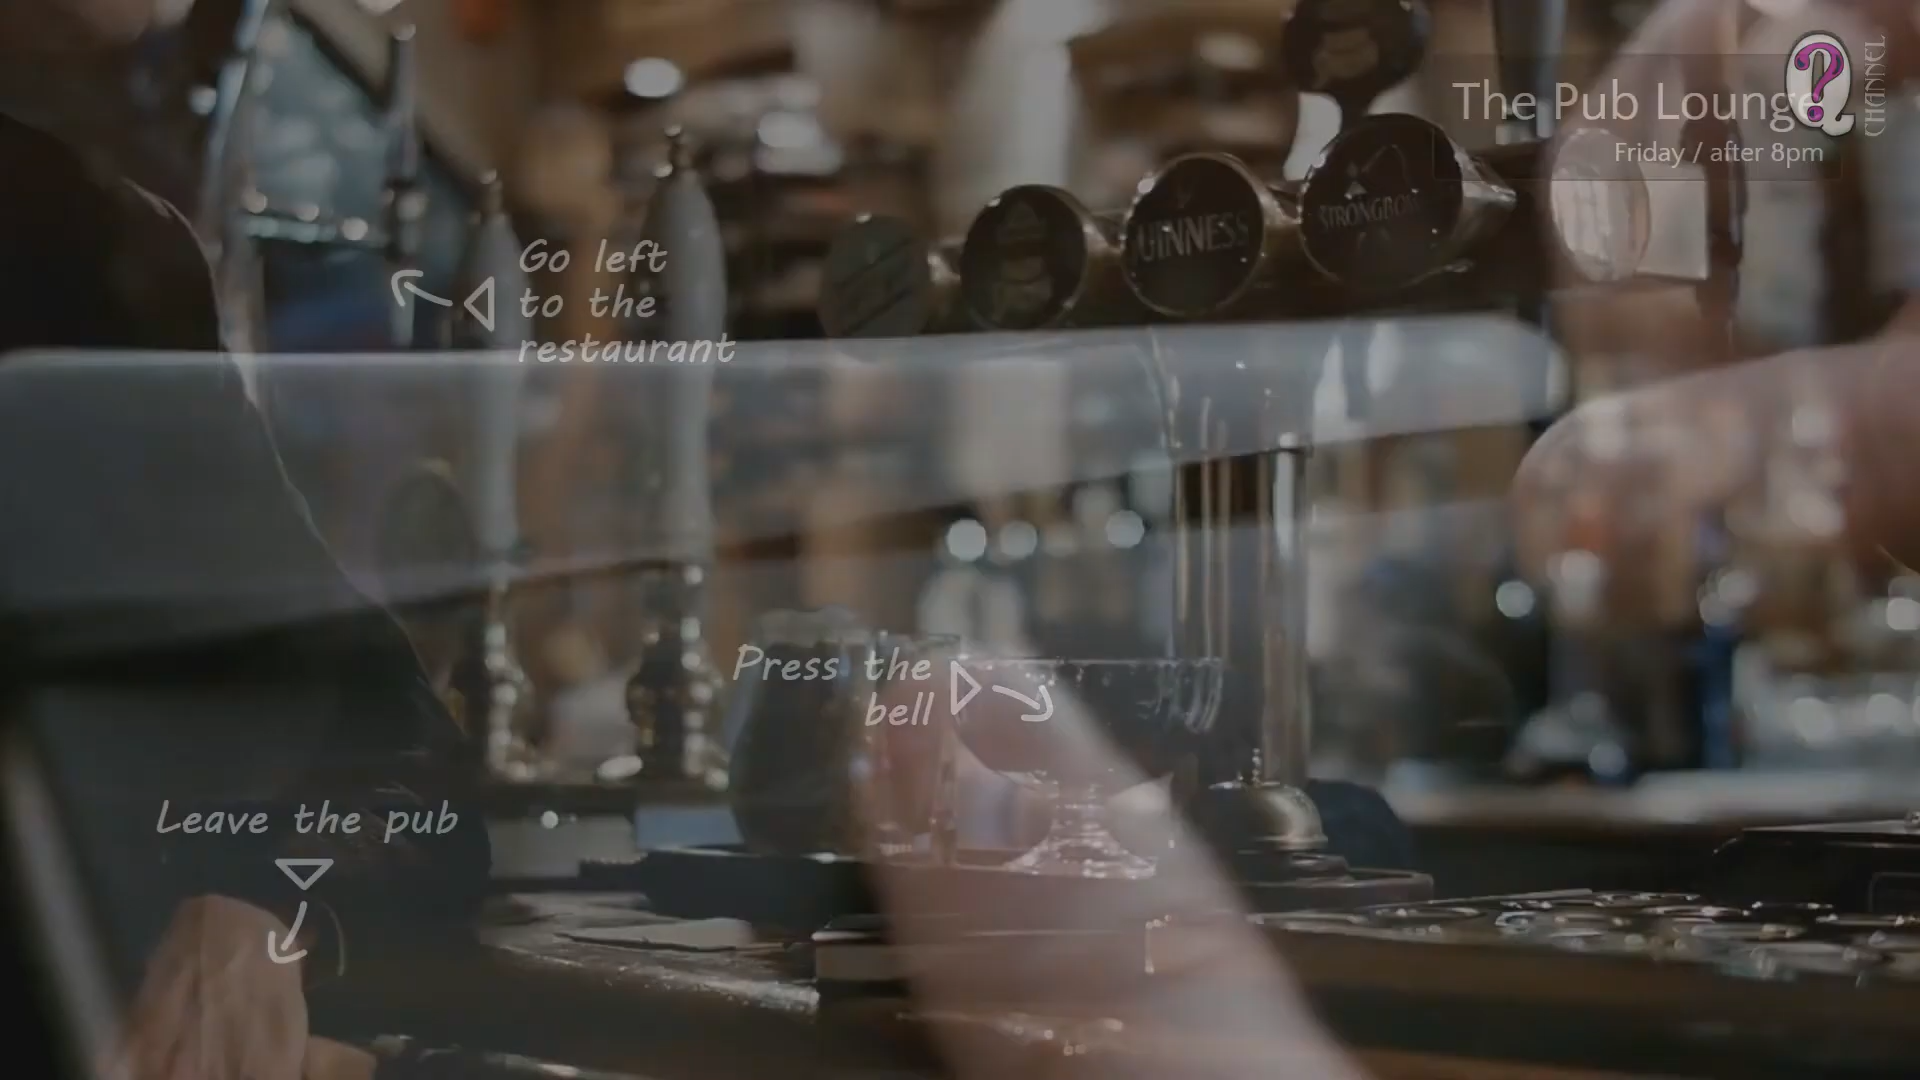 The Pub Lounge
Friday / after 8pm
CHANNEL
GUINNESS
STRONGBOW
Go left
to the
restaurant
Press the
bell
Leave the pub